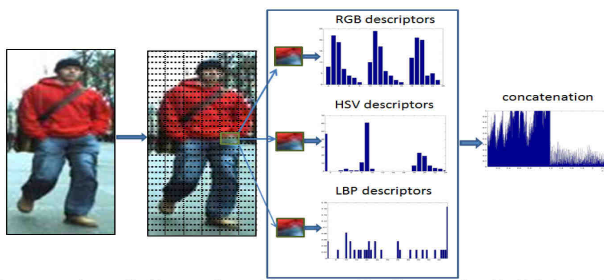 RGB descriptors
HSV descriptors
concatenation
LBP descriptors